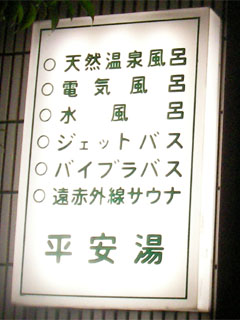 ○天然温泉風呂
○電気風呂
○水風呂
○ジェットバス
○バイブラバス
○遠赤外線サウナ
平安湯